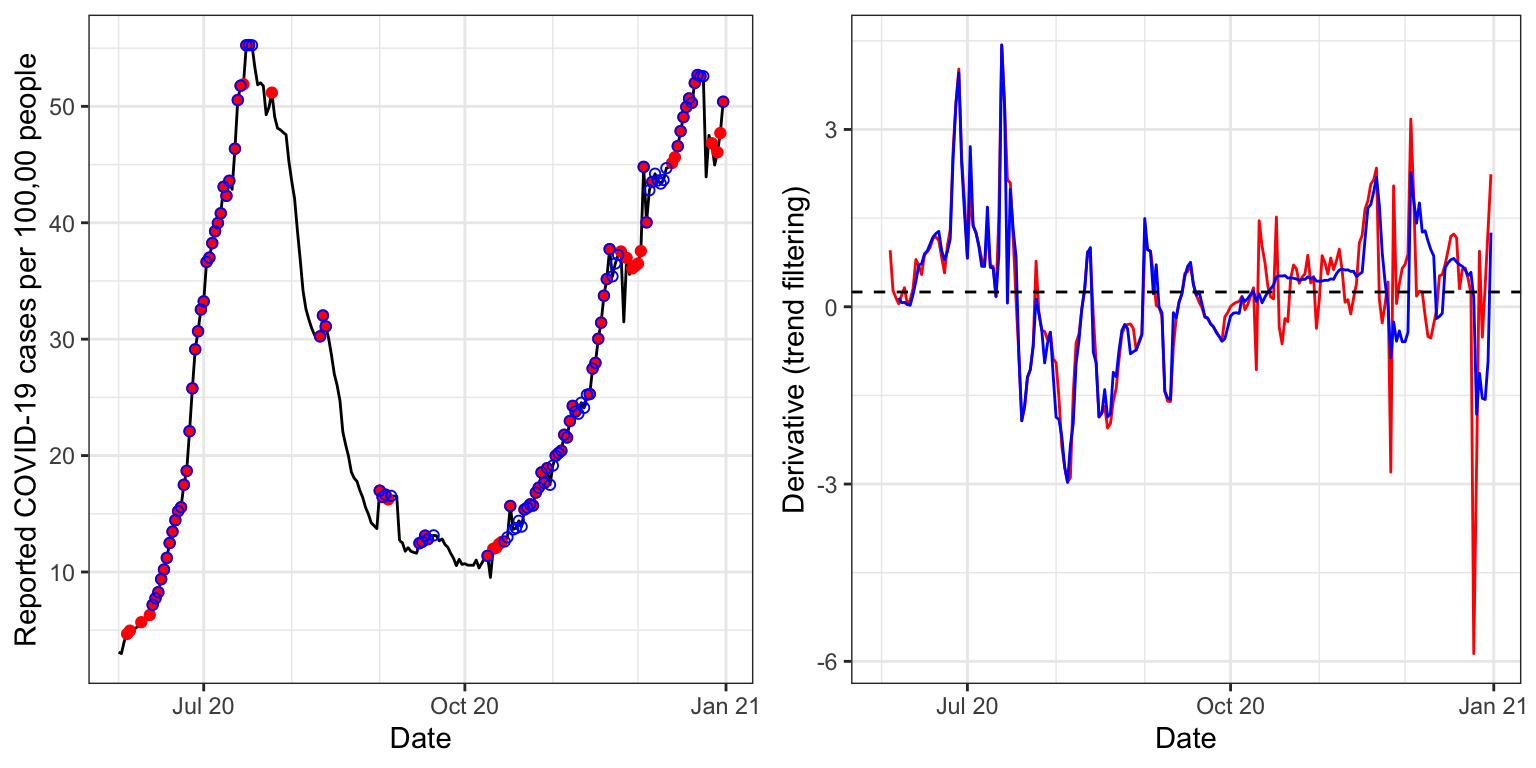 Reported COVID-19 cases per 100,00 people
50
40
30
20
10
Jul 20
Oct 20
Jan 21
Date
Derivative (trend filtering)
3
0
-3
-6
Jul 20
Oct 20
Jan 21
Date